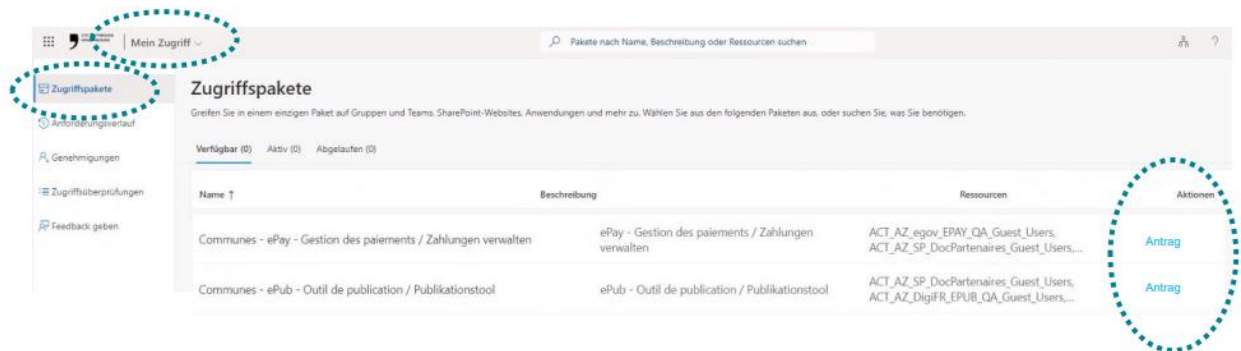 Mein Zugriff
Pakete nach Name, Beschreibung oder Ressourcen suchen
?
Zugriffspakete
Anforderungsverlauf
Genehmigungen
Zugriffsüberprüfungen
Feedback geben
Zugriffspakete
Greifen Sie in einem einzigen Paket auf Gruppen und Teams, SharePoint-Websites, Anwendungen und mehr zu. Wählen Sie aus den folgenden Paketen aus, oder suchen Sie, was Sie benötigen.
Verfügbar (0) Aktiv (0) Abgelaufen (0)
Name ↑ Beschreibung Ressourcen Aktionen
Communes - ePay - Gestion des paiements / Zahlungen verwalten
ePay - Gestion des paiements / Zahlungen
verwalten
ACT_AZ_egov_EPAY_QA_Guest_Users,
ACT_AZ_SP_DocPartenaires_Guest_Users,...
Antrag
Communes - ePub - Outil de publication / Publikationstool
ePub - Outil de publication / Publikationstool
ACT_AZ_SP_DocPartenaires_Guest_Users,
ACT_AZ_DigiFR_EPUB_QA_Guest_Users,...
Antrag